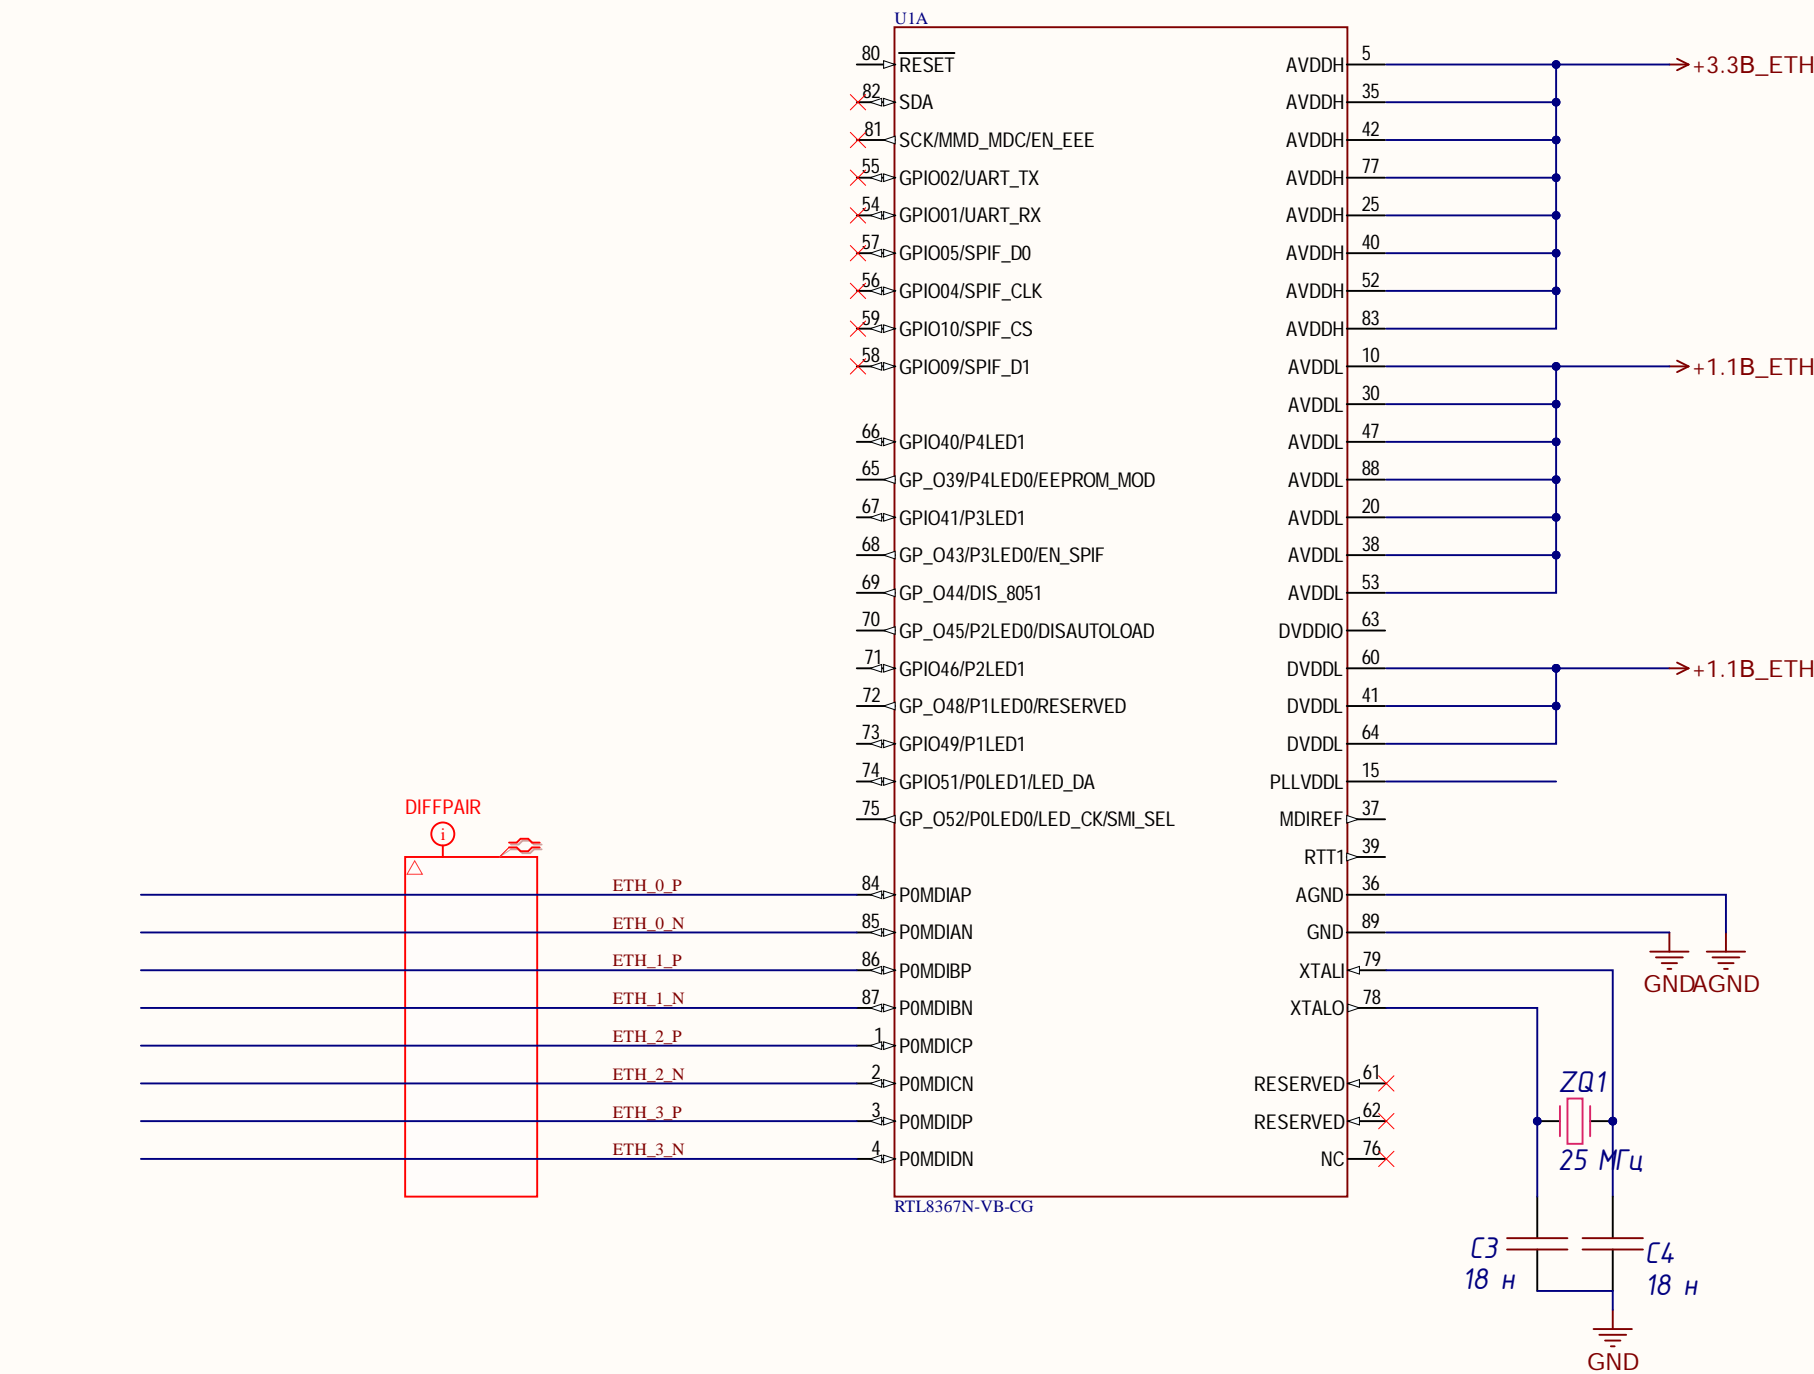 U1A
80 RESET AVDDH 5 +3.3В_ETH
82 SDA AVDDH 35
81 SCK/MMD_MDC/EN_EEE AVDDH 42
55 GPIO02/UART_TX AVDDH 77
54 GPIO01/UART_RX AVDDH 25
57 GPIO05/SPIF_D0 AVDDH 40
56 GPIO04/SPIF_CLK AVDDH 52
59 GPIO10/SPIF_CS AVDDH 83
58 GPIO09/SPIF_D1 AVDDL 10 +1.1В_ETH
AVDDL 30
66 GPIO40/P4LED1 AVDDL 47
65 GP_O39/P4LED0/EEPROM_MOD AVDDL 88
67 GPIO41/P3LED1 AVDDL 20
68 GP_O43/P3LED0/EN_SPIF AVDDL 38
69 GP_O44/DIS_8051 AVDDL 53
70 GP_O45/P2LED0/DISAUTOLOAD DVDDIO 63
71 GPIO46/P2LED1 DVDDL 60 +1.1В_ETH
72 GP_O48/P1LED0/RESERVED DVDDL 41
73 GPIO49/P1LED1 DVDDL 64
74 GPIO51/P0LED1/LED_DA PLLVDDL 15
75 GP_O52/P0LED0/LED_CK/SMI_SEL MDIREF 37
DIFFPAIR
i
RTT1 39
ETH_0_P 84 P0MDIAP AGND 36
ETH_0_N 85 P0MDIAN GND 89
ETH_1_P 86 P0MDIBP XTALI 79
GND AGND
ETH_1_N 87 P0MDIBN XTALO 78
ETH_2_P 1 P0MDICP
ETH_2_N 2 P0MDICN RESERVED 61 ZQ1
ETH_3_P 3 P0MDIDP RESERVED 62
ETH_3_N 4 P0MDIDN NC 76 25 МГц
RTL8367N-VB-CG
C3 C4
18 н 18 н
GND